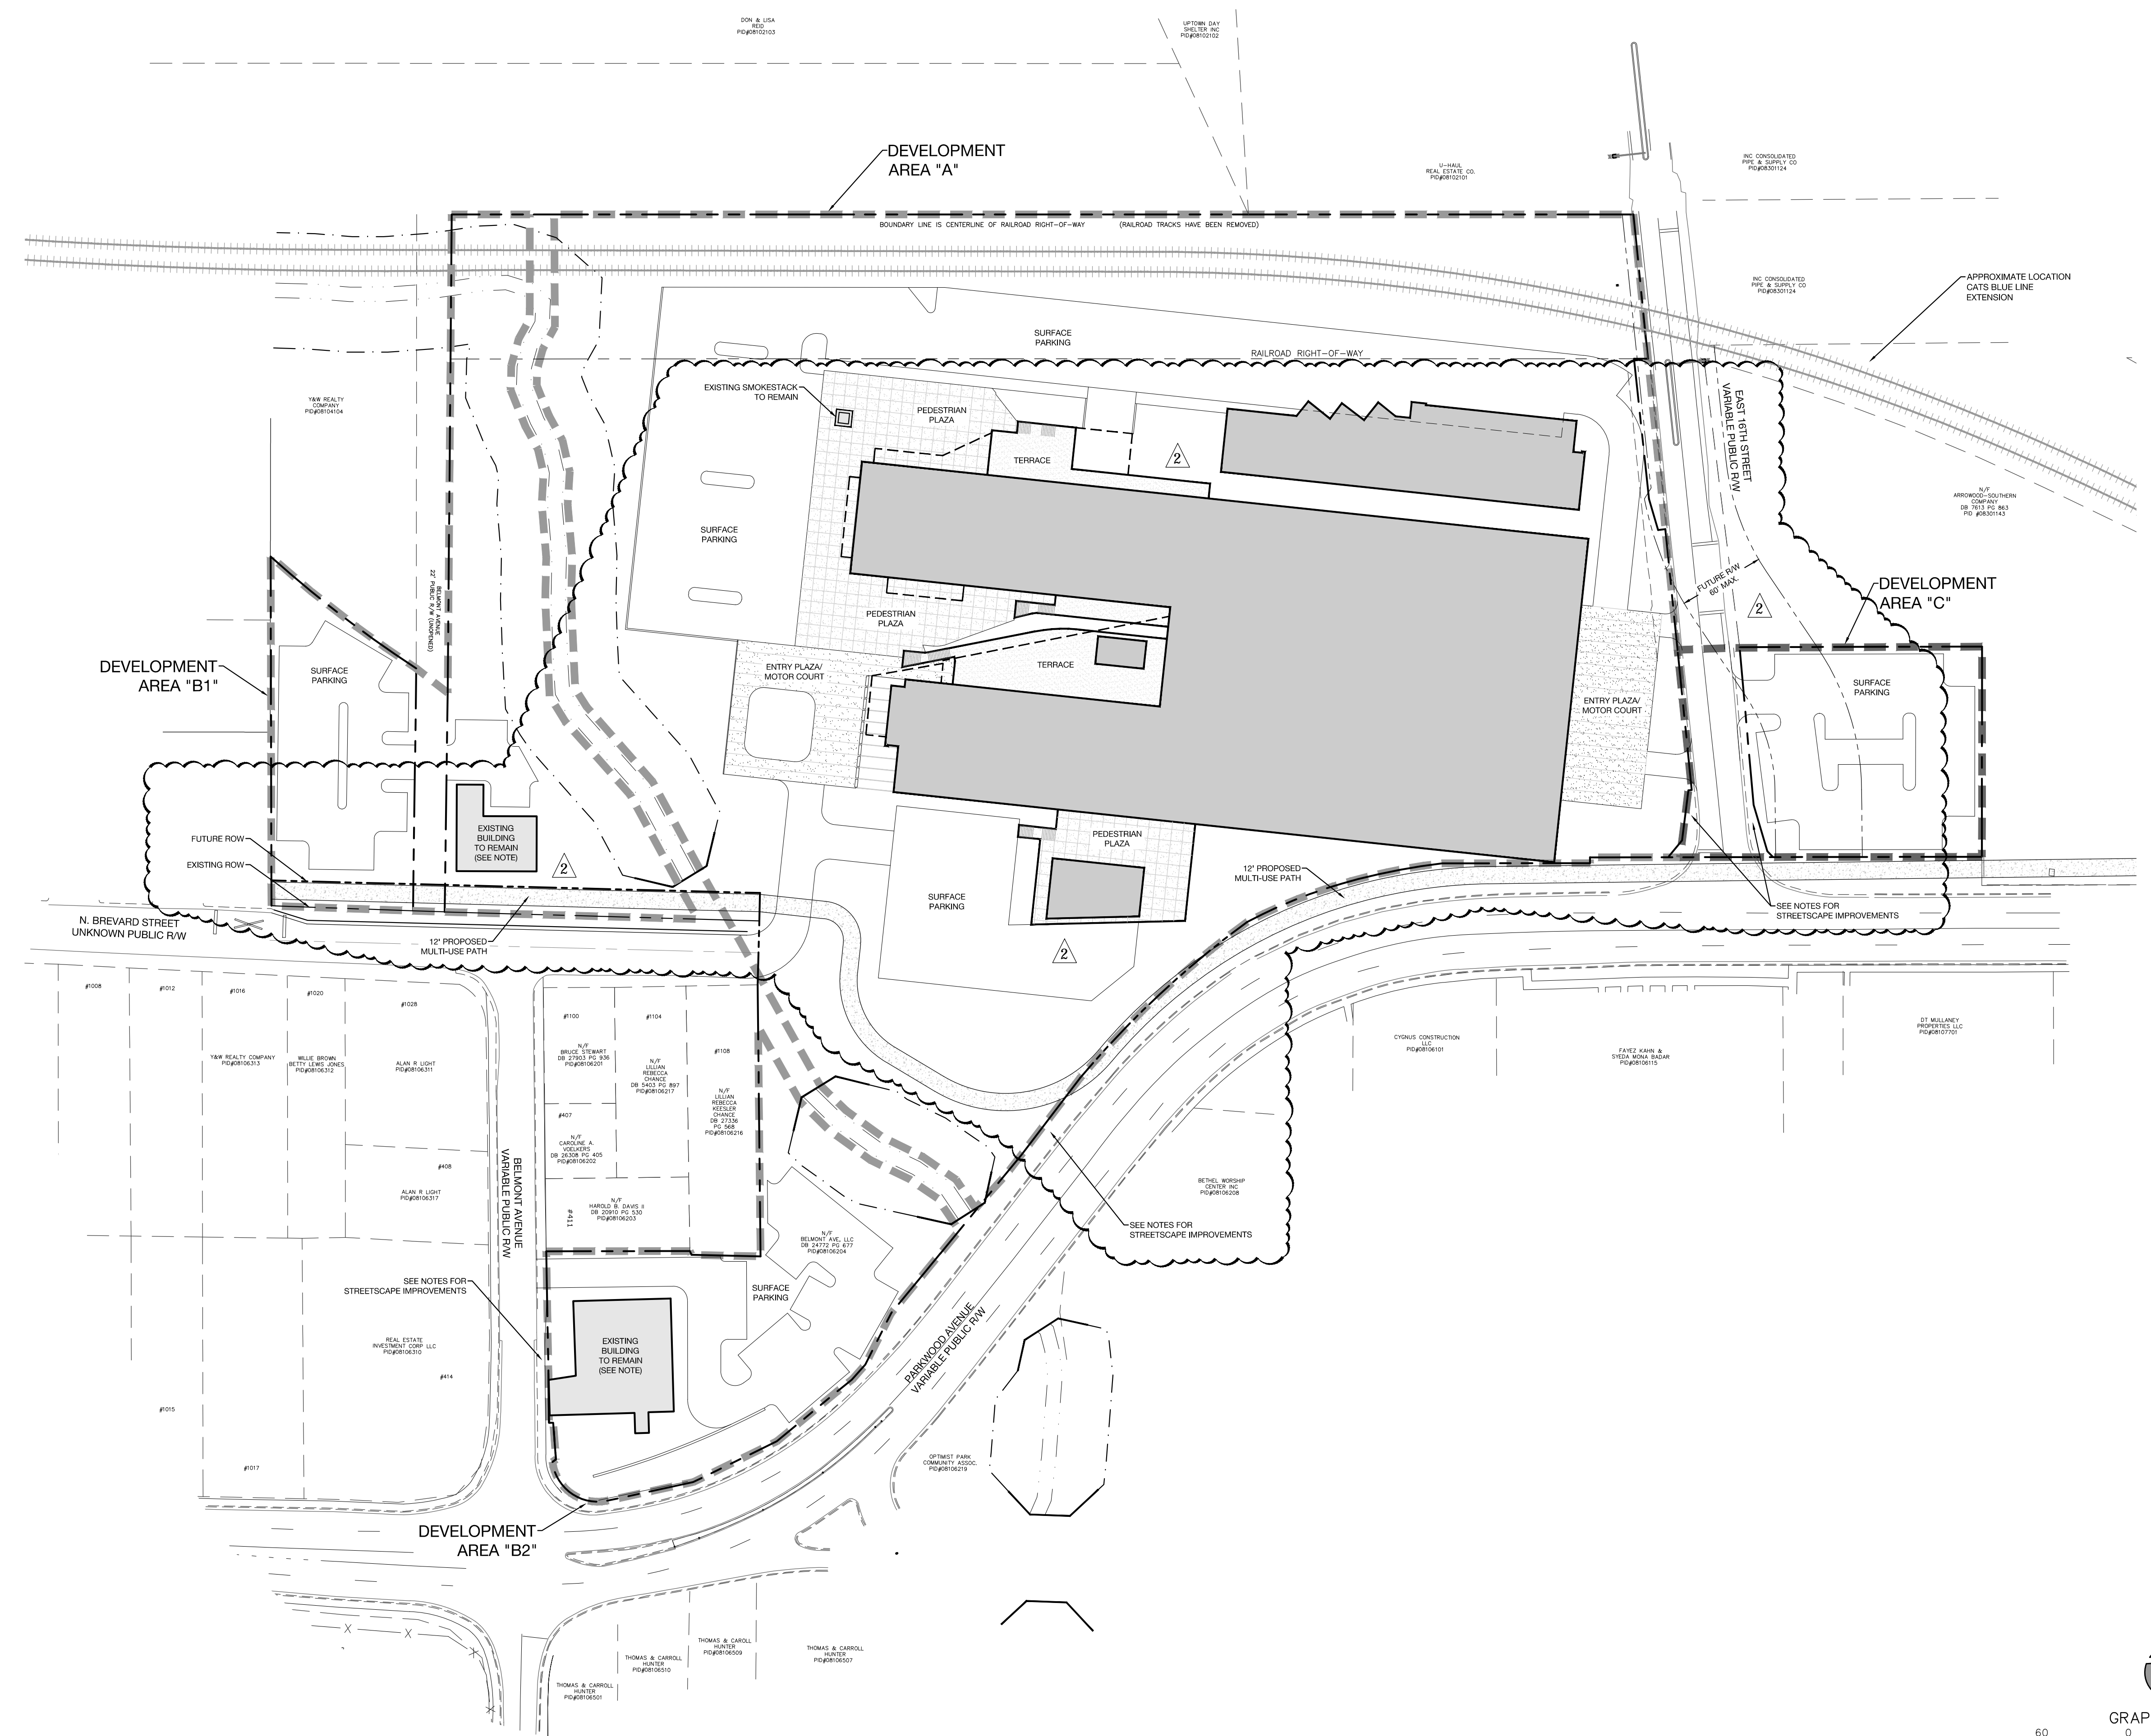 DON & LISA
REID
PID#08102103
UPTOWN DAY
SHELTER INC
PID#08102102
DEVELOPMENT
AREA "A"
U-HAUL
REAL ESTATE CO.
PID#08102101
INC CONSOLIDATED
PIPE & SUPPLY CO
PID#08301124
BOUNDARY LINE IS CENTERLINE OF RAILROAD RIGHT-OF-WAY (RAILROAD TRACKS HAVE BEEN REMOVED)
INC CONSOLIDATED
PIPE & SUPPLY CO
PID#08301124
APPROXIMATE LOCATION
CATS BLUE LINE
EXTENSION
SURFACE
PARKING
RAILROAD RIGHT-OF-WAY
EXISTING SMOKESTACK
TO REMAIN
Y&W REALTY
COMPANY
PID#08104104
PEDESTRIAN
PLAZA
TERRACE
2
EAST 16TH STREET
VARIABLE PUBLIC R/W
N/F
ARROWOOD-SOUTHERN
COMPANY
DB 7613 PG 863
PID #08301143
SURFACE
PARKING
BELMONT AVENUE
22' PUBLIC R/W (UNOPENED)
FUTURE R/W
60' MAX.
2
DEVELOPMENT
AREA "C"
PEDESTRIAN
PLAZA
DEVELOPMENT
AREA "B1"
SURFACE
PARKING
ENTRY PLAZA/
MOTOR COURT
TERRACE
ENTRY PLAZA/
MOTOR COURT
SURFACE
PARKING
FUTURE ROW
EXISTING ROW
EXISTING
BUILDING
TO REMAIN
(SEE NOTE)
2
PEDESTRIAN
PLAZA
SURFACE
PARKING
12' PROPOSED
MULTI-USE PATH
SEE NOTES FOR
STREETSCAPE IMPROVEMENTS
N. BREVARD STREET
UNKNOWN PUBLIC R/W
12' PROPOSED
MULTI-USE PATH
2
#1008
#1012
#1016
#1020
#1028
#1100
#1104
#1108
Y&W REALTY COMPANY
PID#08106313
WILLIE BROWN
BETTY LEWIS JONES
PID#08106312
ALAN R LIGHT
PID#08106311
N/F
BRUCE STEWART
DB 27903 PG 936
PID#08106201
N/F
LILLIAN
REBECCA
CHANCE
DB 5403 PG 897
PID#08106217
N/F
LILLIAN
REBECCA
KEESLER
CHANCE
DB 27336
PG 568
PID#08106216
CYGNUS CONSTRUCTION
LLC
PID#08106101
FAYEZ KAHN &
SYEDA MONA BADAR
PID#08106115
DT MULLANEY
PROPERTIES LLC
PID#08107701
#407
N/F
CAROLINE A.
VOELKERS
DB 26308 PG 405
PID#08106202
#408
ALAN R LIGHT
PID#08106317
BELMONT AVENUE
VARIABLE PUBLIC R/W
#411
N/F
HAROLD B. DAVIS II
DB 20910 PG 530
PID#08106203
N/F
BELMONT AVE, LLC
DB 24772 PG 677
PID#08106204
BETHEL WORSHIP
CENTER INC
PID#08106208
SEE NOTES FOR
STREETSCAPE IMPROVEMENTS
SEE NOTES FOR
STREETSCAPE IMPROVEMENTS
SURFACE
PARKING
PARKWOOD AVENUE
VARIABLE PUBLIC R/W
REAL ESTATE
INVESTMENT CORP LLC
PID#08106310
#414
EXISTING
BUILDING
TO REMAIN
(SEE NOTE)
#1015
#1017
OPTIMIST PARK
COMMUNITY ASSOC.
PID#08106219
DEVELOPMENT
AREA "B2"
THOMAS & CAROLL
HUNTER
PID#08106509
THOMAS & CARROLL
HUNTER
PID#08106507
THOMAS & CARROLL
HUNTER
PID#08106510
THOMAS & CARROLL
HUNTER
PID#08106501
GRAP
60 0